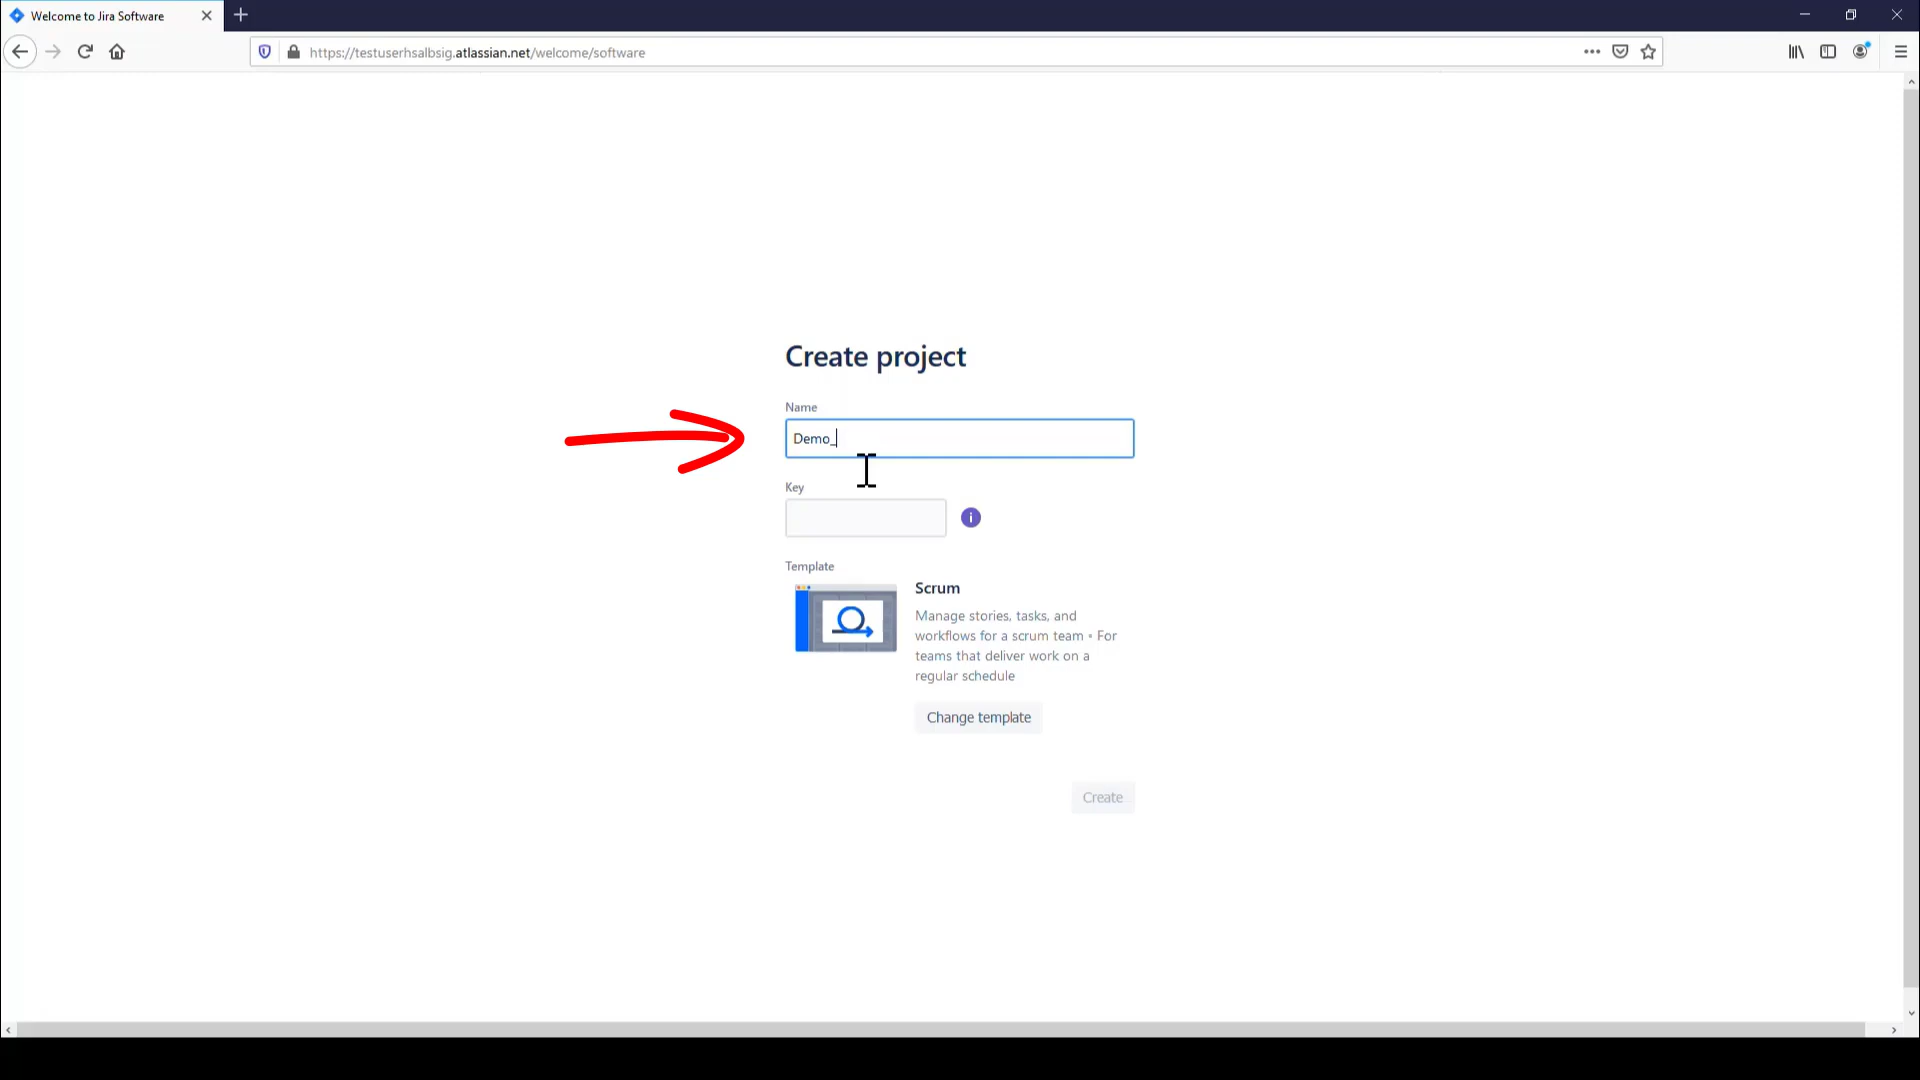 Welcome to Jira Software
https://testuserhsalbsig.atlassian.net/welcome/software
Create project
Name
Demo_
Key
i
Template
Scrum
Manage stories, tasks, and
workflows for a scrum team • For
teams that deliver work on a
regular schedule
Change template
Create